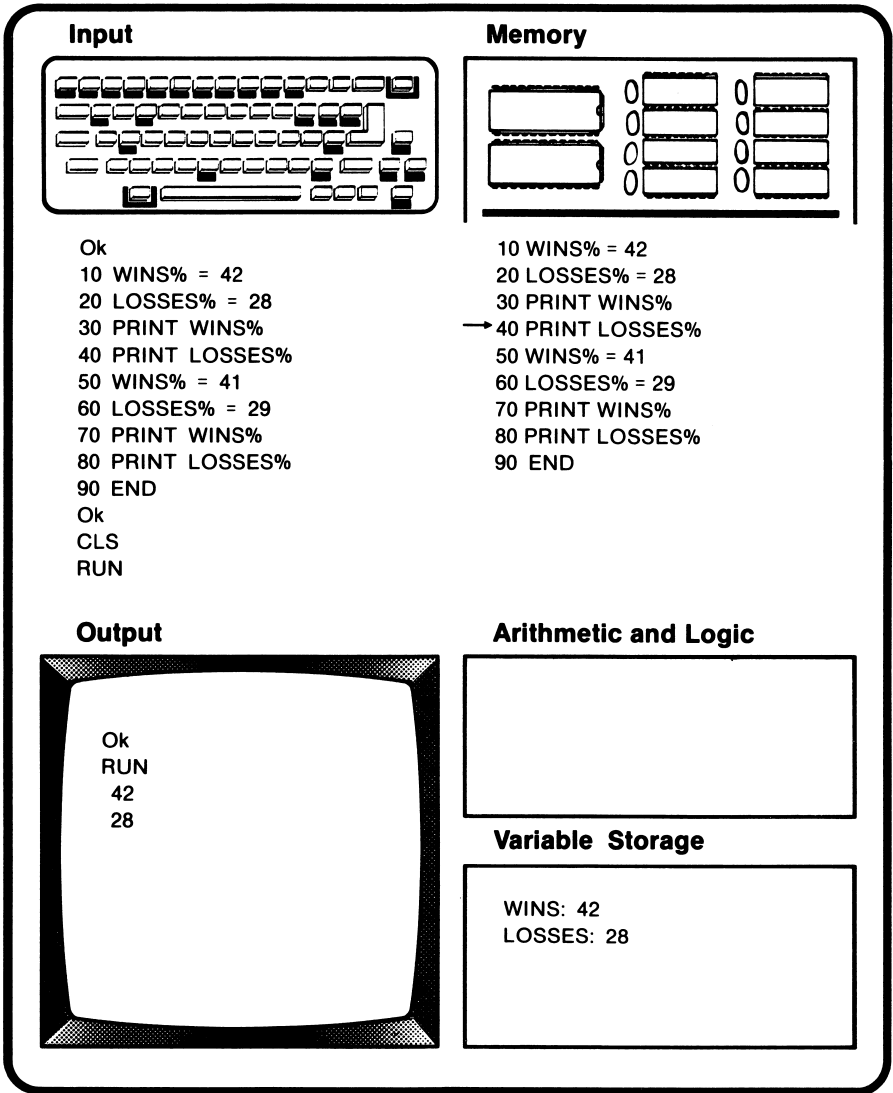 Input
Ok
10 WINS% = 42
20 LOSSES% = 28
30 PRINT WINS%
40 PRINT LOSSES%
50 WINS% = 41
60 LOSSES% = 29
70 PRINT WINS%
80 PRINT LOSSES%
90 END
Ok
CLS
RUN
Memory
10 WINS% = 42
20 LOSSES% = 28
30 PRINT WINS%
→40 PRINT LOSSES%
50 WINS% = 41
60 LOSSES% = 29
70 PRINT WINS%
80 PRINT LOSSES%
90 END
Output
Ok
RUN
42
28
Arithmetic and Logic
Variable Storage
WINS: 42
LOSSES: 28